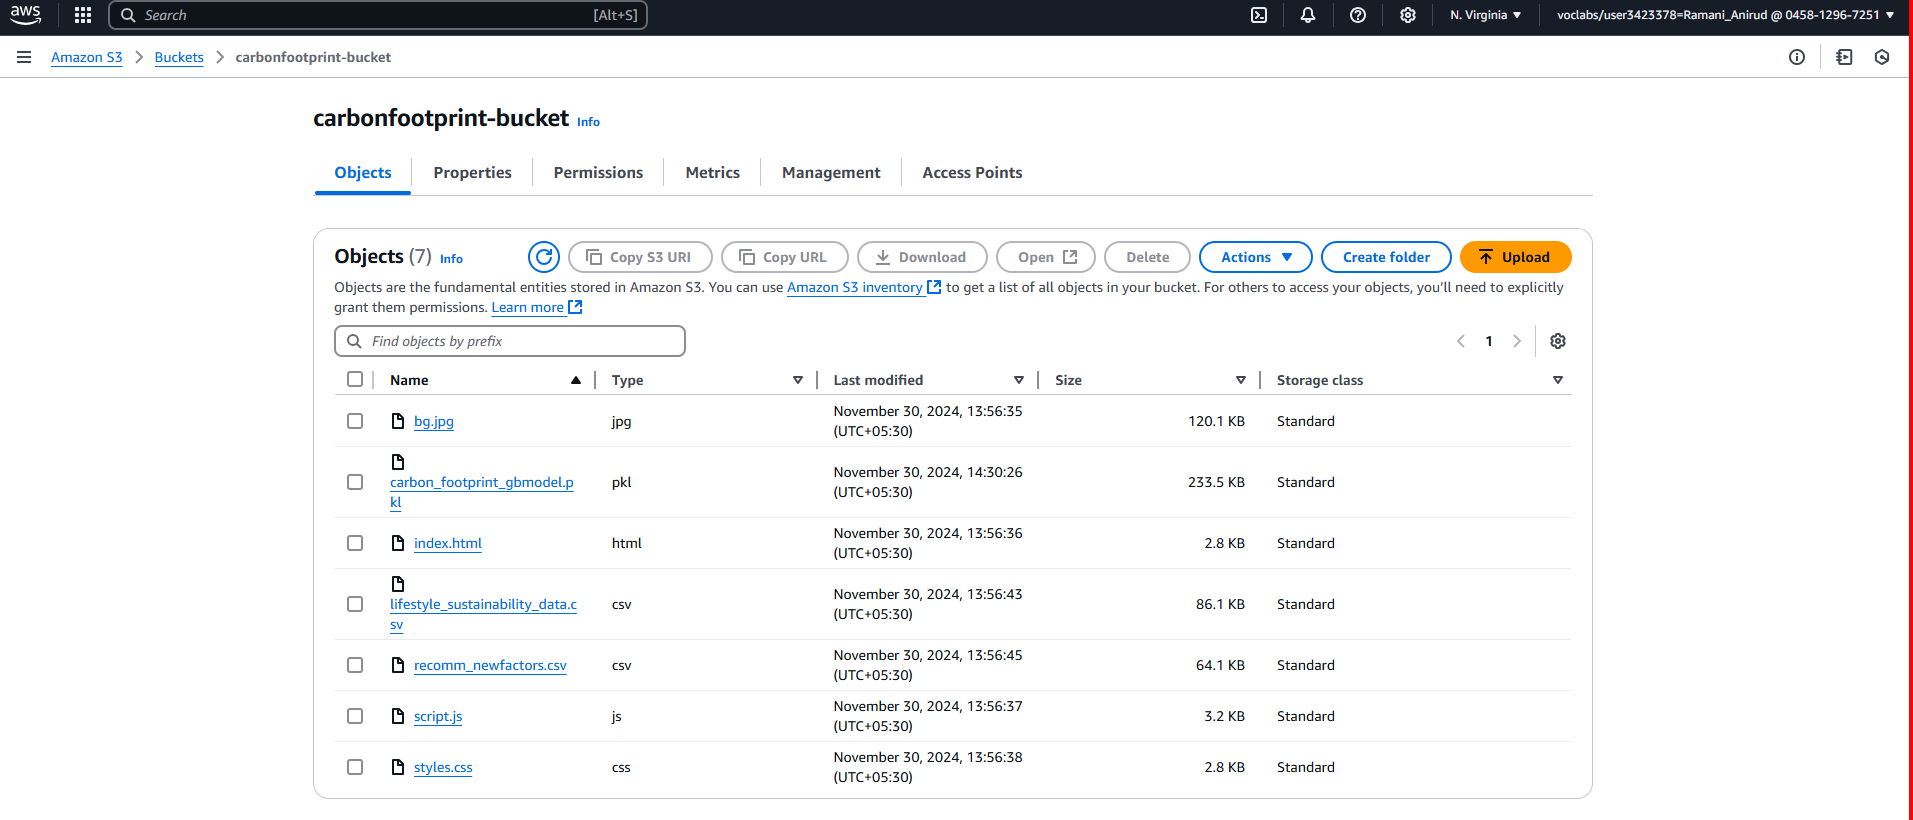 aws
Search [Alt+S]
N. Virginia
voclabs/user3423378=Ramani_Anirud @ 0458-1296-7251
Amazon S3 Buckets carbonfootprint-bucket
carbonfootprint-bucket Info
Objects Properties Permissions Metrics Management Access Points
Objects (7) Info Copy S3 URI Copy URL Download Open Delete Actions Create folder Upload
Objects are the fundamental entities stored in Amazon S3. You can use Amazon S3 inventory to get a list of all objects in your bucket. For others to access your objects, you'll need to explicitly
grant them permissions. Learn more
Find objects by prefix
1
Name Type Last modified Size Storage class
bg.jpg jpg November 30, 2024, 13:56:35 (UTC+05:30) 120.1 KB Standard
carbon_footprint_gbmodel.pkl pkl November 30, 2024, 14:30:26 (UTC+05:30) 233.5 KB Standard
index.html html November 30, 2024, 13:56:36 (UTC+05:30) 2.8 KB Standard
lifestyle_sustainability_data.csv csv November 30, 2024, 13:56:43 (UTC+05:30) 86.1 KB Standard
recomm_newfactors.csv csv November 30, 2024, 13:56:45 (UTC+05:30) 64.1 KB Standard
script.js js November 30, 2024, 13:56:37 (UTC+05:30) 3.2 KB Standard
styles.css css November 30, 2024, 13:56:38 (UTC+05:30) 2.8 KB Standard